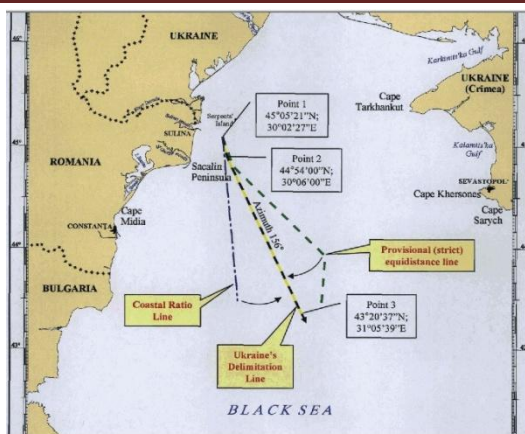 UKRAINE
Karkinits'ka Gulf
UKRAINE
(Crimea)
Cape
Tarkhankut
Point 1
45°05'21"N;
30°02'27"E
Serpents'
Island
SULINA
Point 2
44°54'00"N;
30°06'00"E
Kalamits'ka
Gulf
ROMANIA
Sacalin
Peninsula
SEVASTOPOL'
Cape Khersones
Cape
Sarych
Azimuth 156°
Cape
Midia
CONSTANTA
Provisional (strict)
equidistance line
BULGARIA
Coastal Ratio
Line
Point 3
43°20'37"N;
31°05'39"E
Ukraine's
Delimitation
Line
BLACK SEA